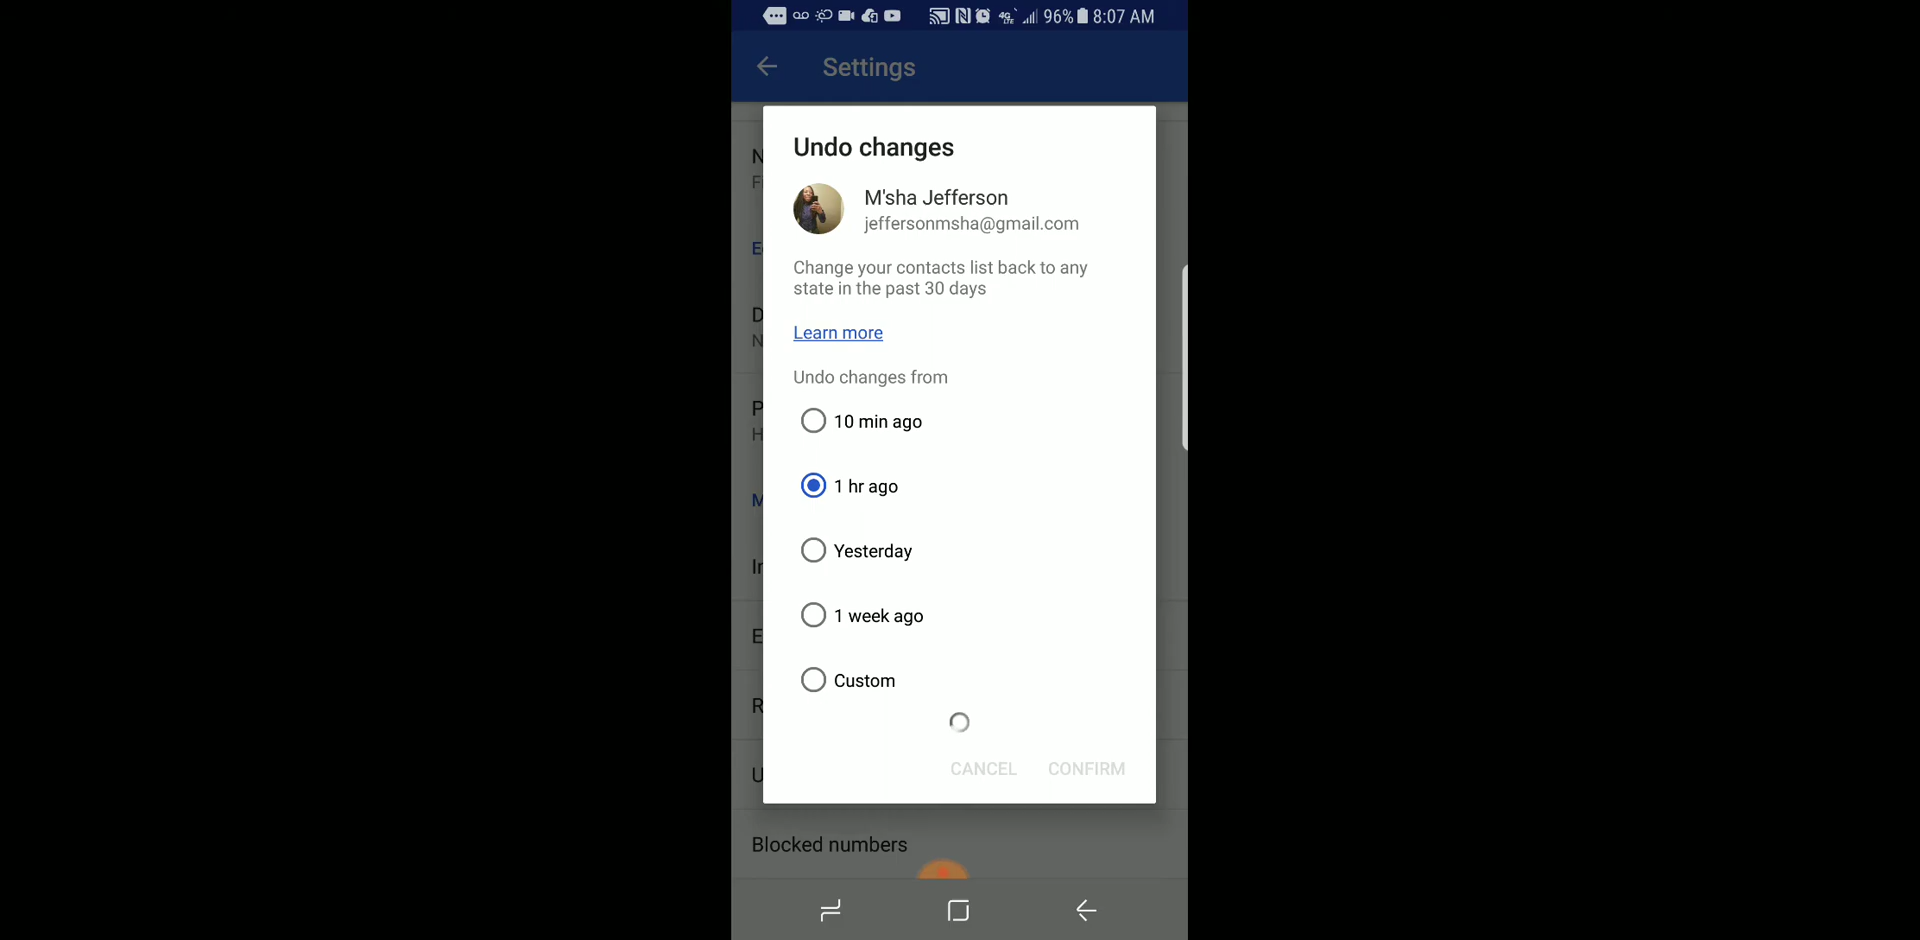 96% 8:07 AM
Settings
Undo changes
M'sha Jefferson
jeffersonmsha@gmail.com
Change your contacts list back to any
state in the past 30 days
Learn more
Undo changes from
10 min ago
1 hr ago
Yesterday
1 week ago
Custom
CANCEL CONFIRM
Blocked numbers